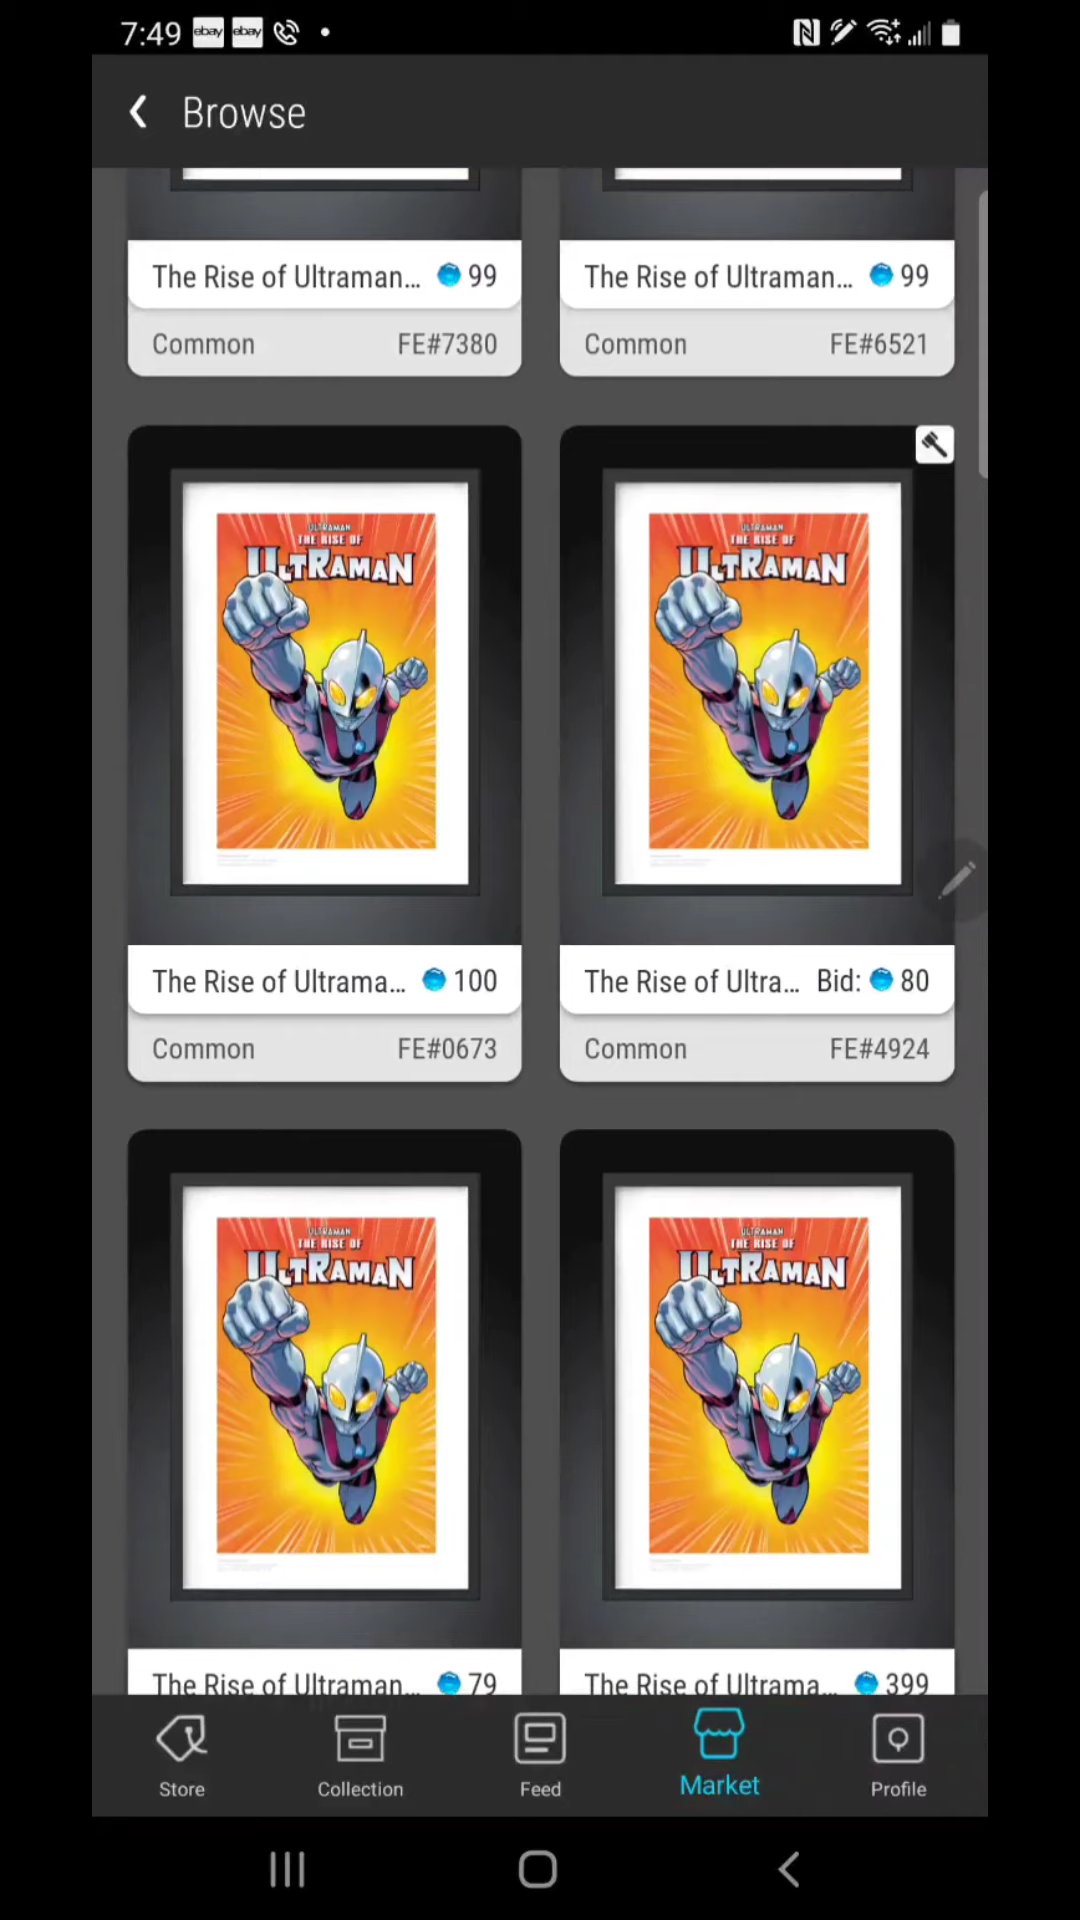 7:49 ebay ebay
Browse
The Rise of Ultraman... 99
The Rise of Ultraman... 99
Common FE#7380
Common FE#6521
ULTRAMAN
THE RISE OF
ULTRAMAN
ULTRAMAN
THE RISE OF
ULTRAMAN
The Rise of Ultrama... 100
The Rise of Ultra... Bid: 80
Common FE#0673
Common FE#4924
ULTRAMAN
THE RISE OF
ULTRAMAN
ULTRAMAN
THE RISE OF
ULTRAMAN
The Rise of Ultraman... 79
The Rise of Ultrama... 399
Store
Collection
Feed
Market
Profile